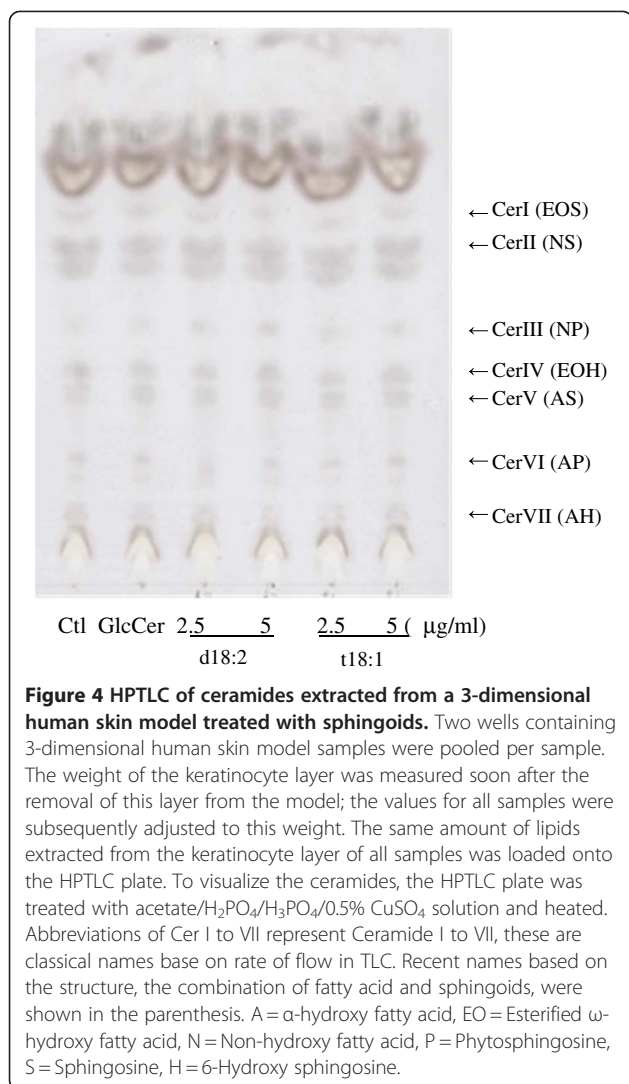 ← CerI (EOS)
← CerII (NS)
← CerIII (NP)
← CerIV (EOH)
← CerV (AS)
← CerVI (AP)
← CerVII (AH)
Ctl GlcCer 2.5 5 2.5 5 ( μg/ml)
d18:2 t18:1
Figure 4 HPTLC of ceramides extracted from a 3-dimensional
human skin model treated with sphingoids. Two wells containing
3-dimensional human skin model samples were pooled per sample.
The weight of the keratinocyte layer was measured soon after the
removal of this layer from the model; the values for all samples were
subsequently adjusted to this weight. The same amount of lipids
extracted from the keratinocyte layer of all samples was loaded onto
the HPTLC plate. To visualize the ceramides, the HPTLC plate was
treated with acetate/H₂PO₄/H₃PO₄/0.5% CuSO₄ solution and heated.
Abbreviations of Cer I to VII represent Ceramide I to VII, these are
classical names base on rate of flow in TLC. Recent names based on
the structure, the combination of fatty acid and sphingoids, were
shown in the parenthesis. A = α-hydroxy fatty acid, EO = Esterified ω-
hydroxy fatty acid, N = Non-hydroxy fatty acid, P = Phytosphingosine,
S = Sphingosine, H = 6-Hydroxy sphingosine.